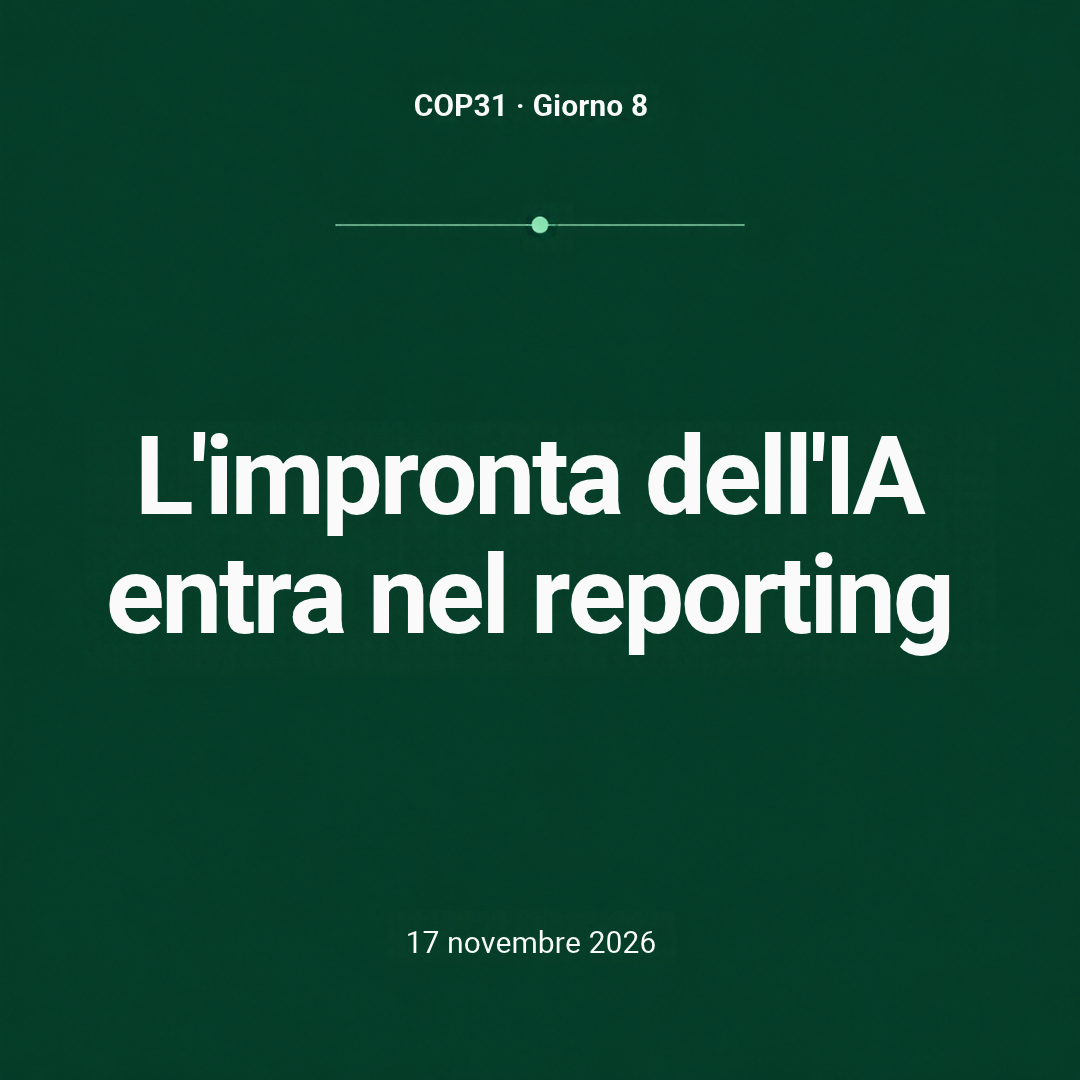 COP31 · Giorno 8
L'impronta dell'IA
entra nel reporting
17 novembre 2026